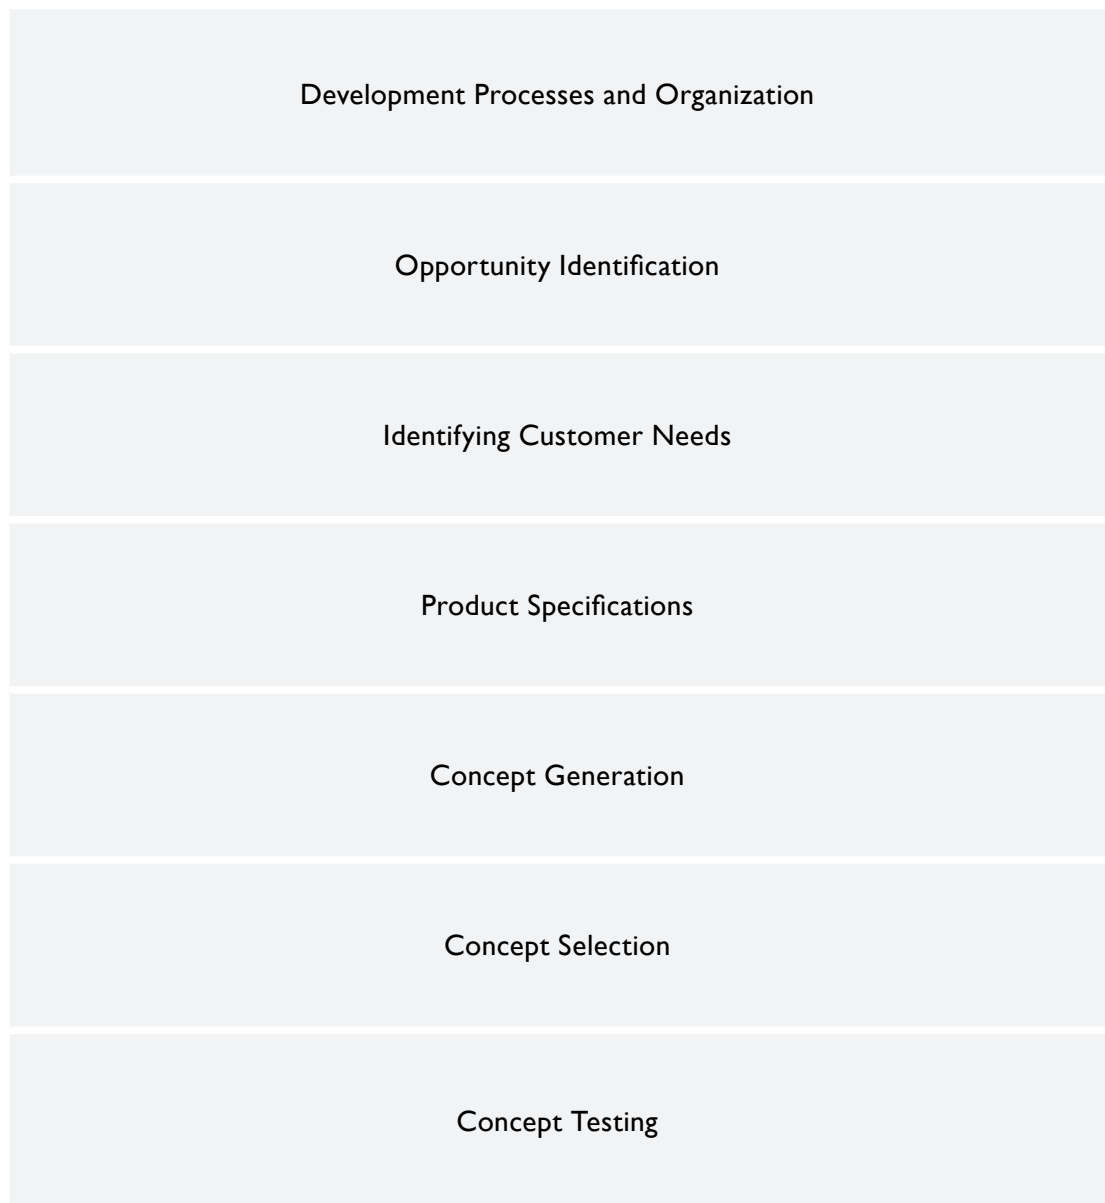 Development Processes and Organization
Opportunity Identification
Identifying Customer Needs
Product Specifications
Concept Generation
Concept Selection
Concept Testing